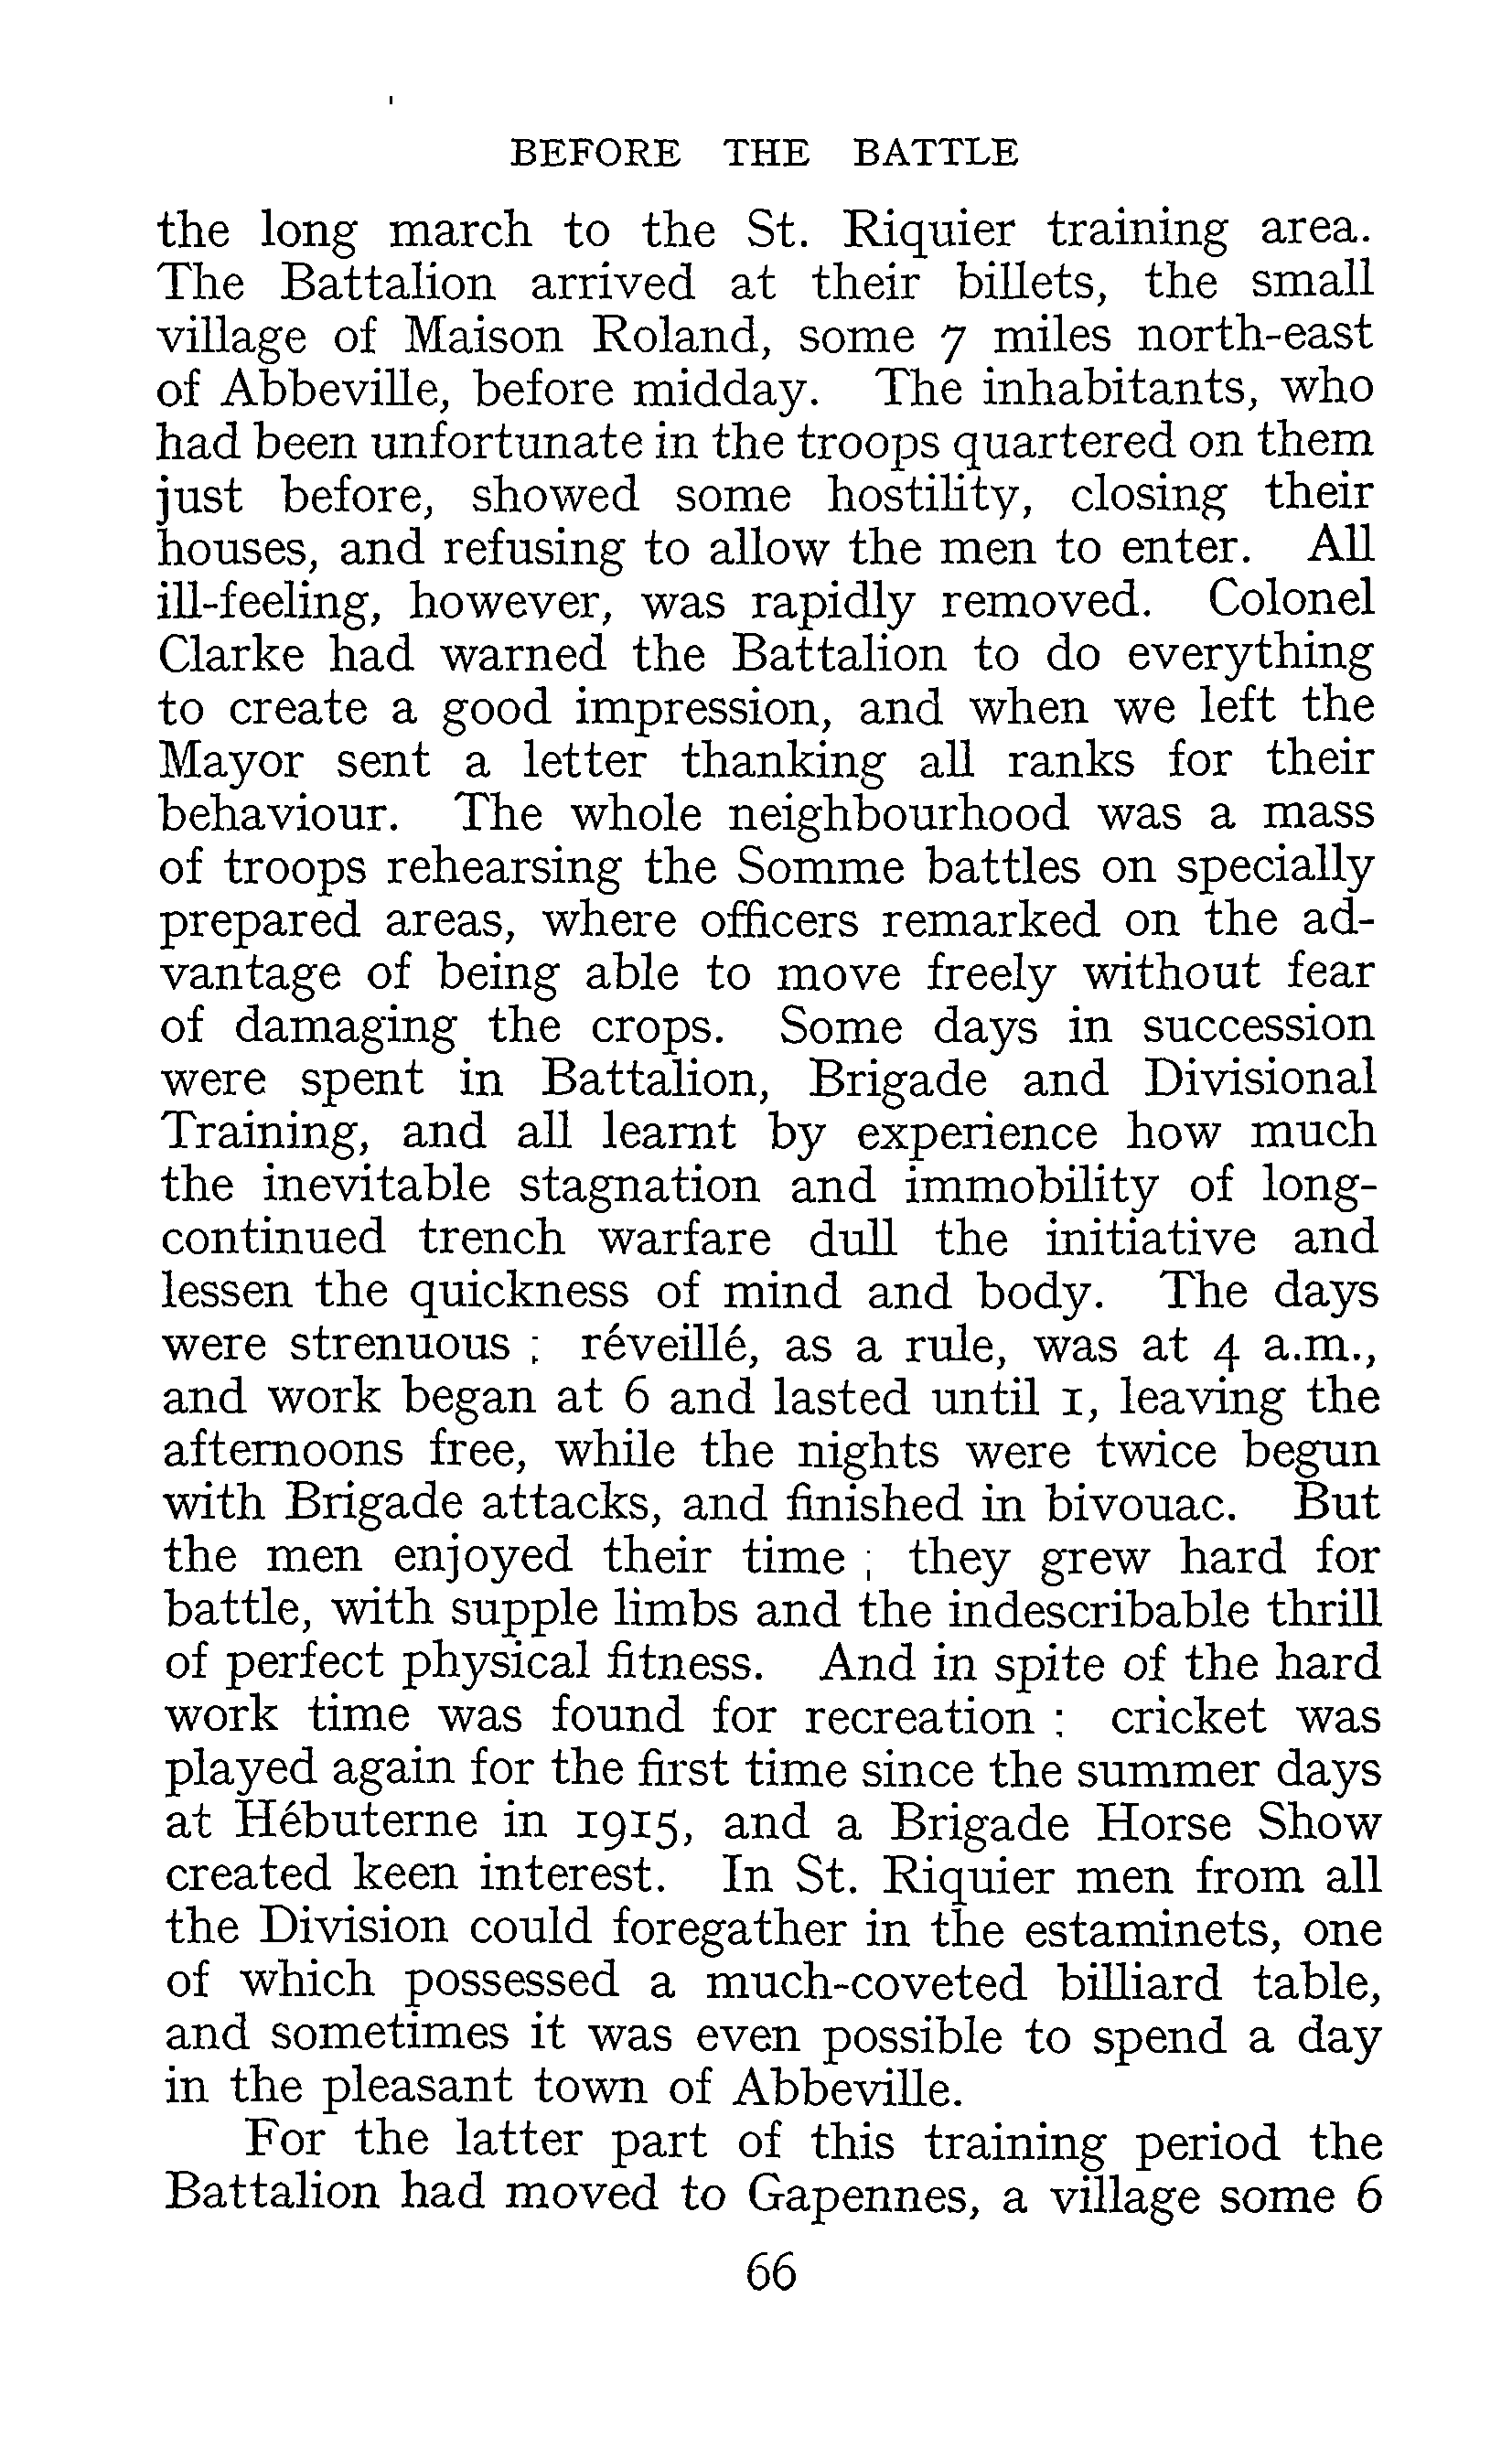 BEFORE THE BATTLE
the long march to the St. Riquier training area.
The Battalion arrived at their billets, the small
village of Maison Roland, some 7 miles north-east
of Abbeville, before midday. The inhabitants, who
had been unfortunate in the troops quartered on them
just before, showed some hostility, closing their
houses, and refusing to allow the men to enter. All
ill-feeling, however, was rapidly removed. Colonel
Clarke had warned the Battalion to do everything
to create a good impression, and when we left the
Mayor sent a letter thanking all ranks for their
behaviour. The whole neighbourhood was a mass
of troops rehearsing the Somme battles on specially
prepared areas, where officers remarked on the ad-
vantage of being able to move freely without fear
of damaging the crops. Some days in succession
were spent in Battalion, Brigade and Divisional
Training, and all learnt by experience how much
the inevitable stagnation and immobility of long-
continued trench warfare dull the initiative and
lessen the quickness of mind and body. The days
were strenuous ; réveillé, as a rule, was at 4 a.m.,
and work began at 6 and lasted until 1, leaving the
afternoons free, while the nights were twice begun
with Brigade attacks, and finished in bivouac. But
the men enjoyed their time ; they grew hard for
battle, with supple limbs and the indescribable thrill
of perfect physical fitness. And in spite of the hard
work time was found for recreation ; cricket was
played again for the first time since the summer days
at Hébuterne in 1915, and a Brigade Horse Show
created keen interest. In St. Riquier men from all
the Division could foregather in the estaminets, one
of which possessed a much-coveted billiard table,
and sometimes it was even possible to spend a day
in the pleasant town of Abbeville.
For the latter part of this training period the
Battalion had moved to Gapennes, a village some 6
66